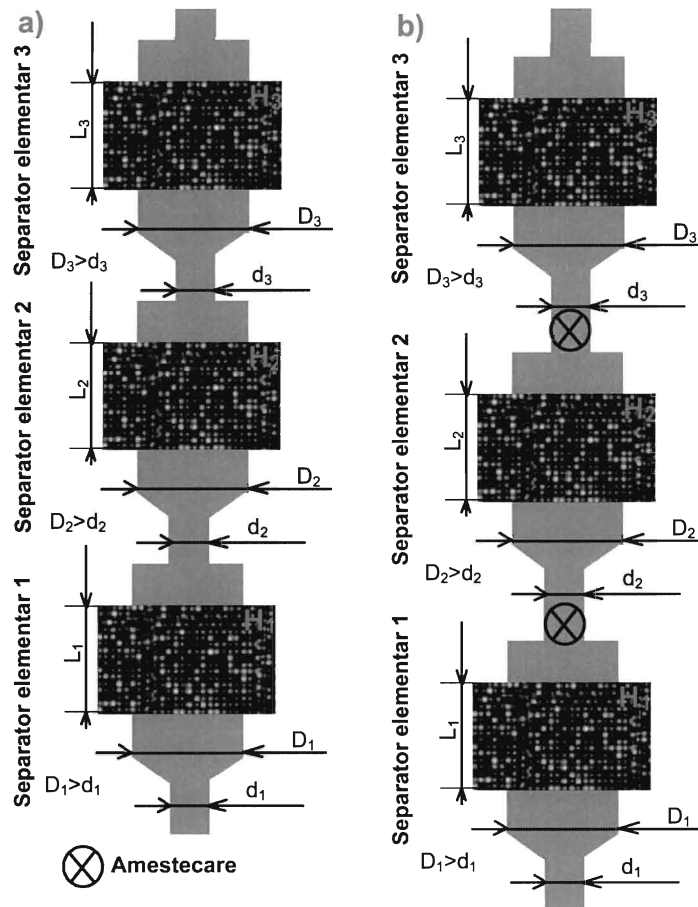 a)
Separator elementar 3
L₃
H₃
D₃
D₃>d₃
d₃
Separator elementar 2
L₂
H₂
D₂
D₂>d₂
d₂
Separator elementar 1
L₁
H₁
D₁
D₁>d₁
d₁
Amestecare
b)
Separator elementar 3
L₃
H₃
D₃
D₃>d₃
d₃
Separator elementar 2
L₂
H₂
D₂
D₂>d₂
d₂
Separator elementar 1
L₁
H₁
D₁
D₁>d₁
d₁